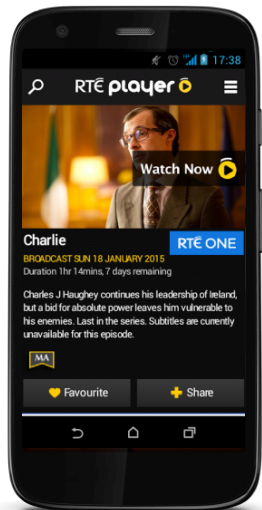 17:38
RTÉ player
Watch Now
Charlie
RTÉ ONE
BROADCAST SUN 18 JANUARY 2015
Duration 1hr 14mins, 7 days remaining
Charles J Haughey continues his leadership of Ireland,
but a bid for absolute power leaves him vulnerable to
his enemies. Last in the series. Subtitles are currently
unavailable for this episode.
MA
Favourite
Share